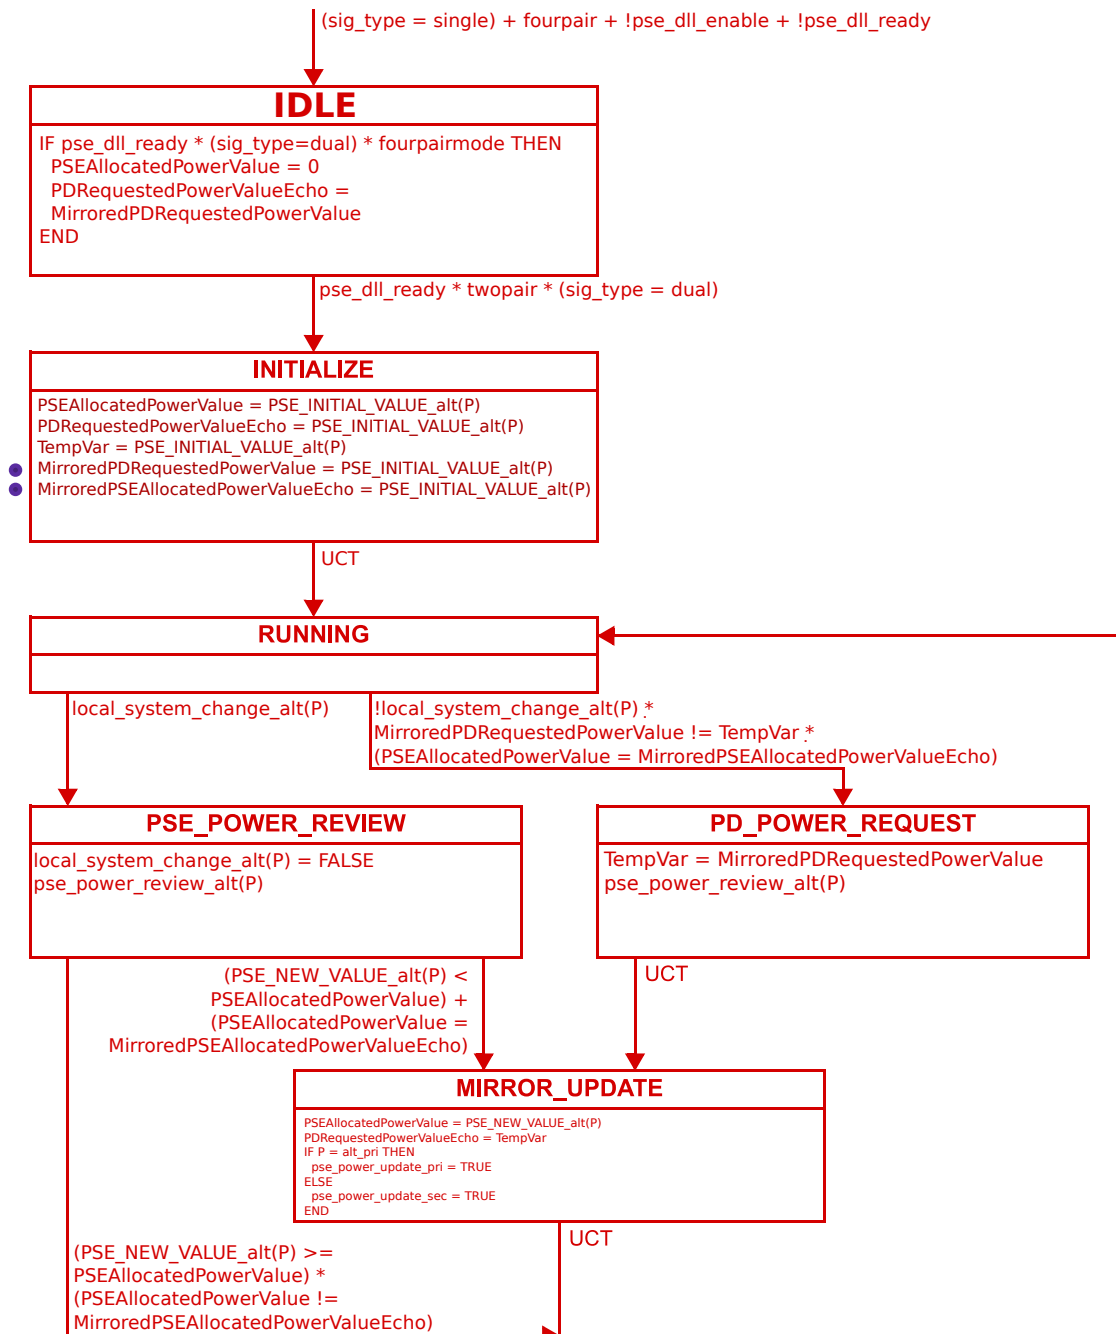 (sig_type = single) + fourpair + !pse_dll_enable + !pse_dll_ready
IDLE
IF pse_dll_ready * (sig_type=dual) * fourpairmode THEN
PSEAllocatedPowerValue = 0
PDRequestedPowerValueEcho =
MirroredPDRequestedPowerValue
END
pse_dll_ready * twopair * (sig_type = dual)
INITIALIZE
PSEAllocatedPowerValue = PSE_INITIAL_VALUE_alt(P)
PDRequestedPowerValueEcho = PSE_INITIAL_VALUE_alt(P)
TempVar = PSE_INITIAL_VALUE_alt(P)
MirroredPDRequestedPowerValue = PSE_INITIAL_VALUE_alt(P)
MirroredPSEAllocatedPowerValueEcho = PSE_INITIAL_VALUE_alt(P)
UCT
RUNNING
local_system_change_alt(P)
!local_system_change_alt(P) *
MirroredPDRequestedPowerValue != TempVar *
(PSEAllocatedPowerValue = MirroredPSEAllocatedPowerValueEcho)
PSE_POWER_REVIEW
local_system_change_alt(P) = FALSE
pse_power_review_alt(P)
PD_POWER_REQUEST
TempVar = MirroredPDRequestedPowerValue
pse_power_review_alt(P)
(PSE_NEW_VALUE_alt(P) <
PSEAllocatedPowerValue) +
(PSEAllocatedPowerValue =
MirroredPSEAllocatedPowerValueEcho)
UCT
MIRROR_UPDATE
PSEAllocatedPowerValue = PSE_NEW_VALUE_alt(P)
PDRequestedPowerValueEcho = TempVar
IF P = alt_pri THEN
pse_power_update_pri = TRUE
ELSE
pse_power_update_sec = TRUE
END
UCT
(PSE_NEW_VALUE_alt(P) >=
PSEAllocatedPowerValue) *
(PSEAllocatedPowerValue !=
MirroredPSEAllocatedPowerValueEcho)